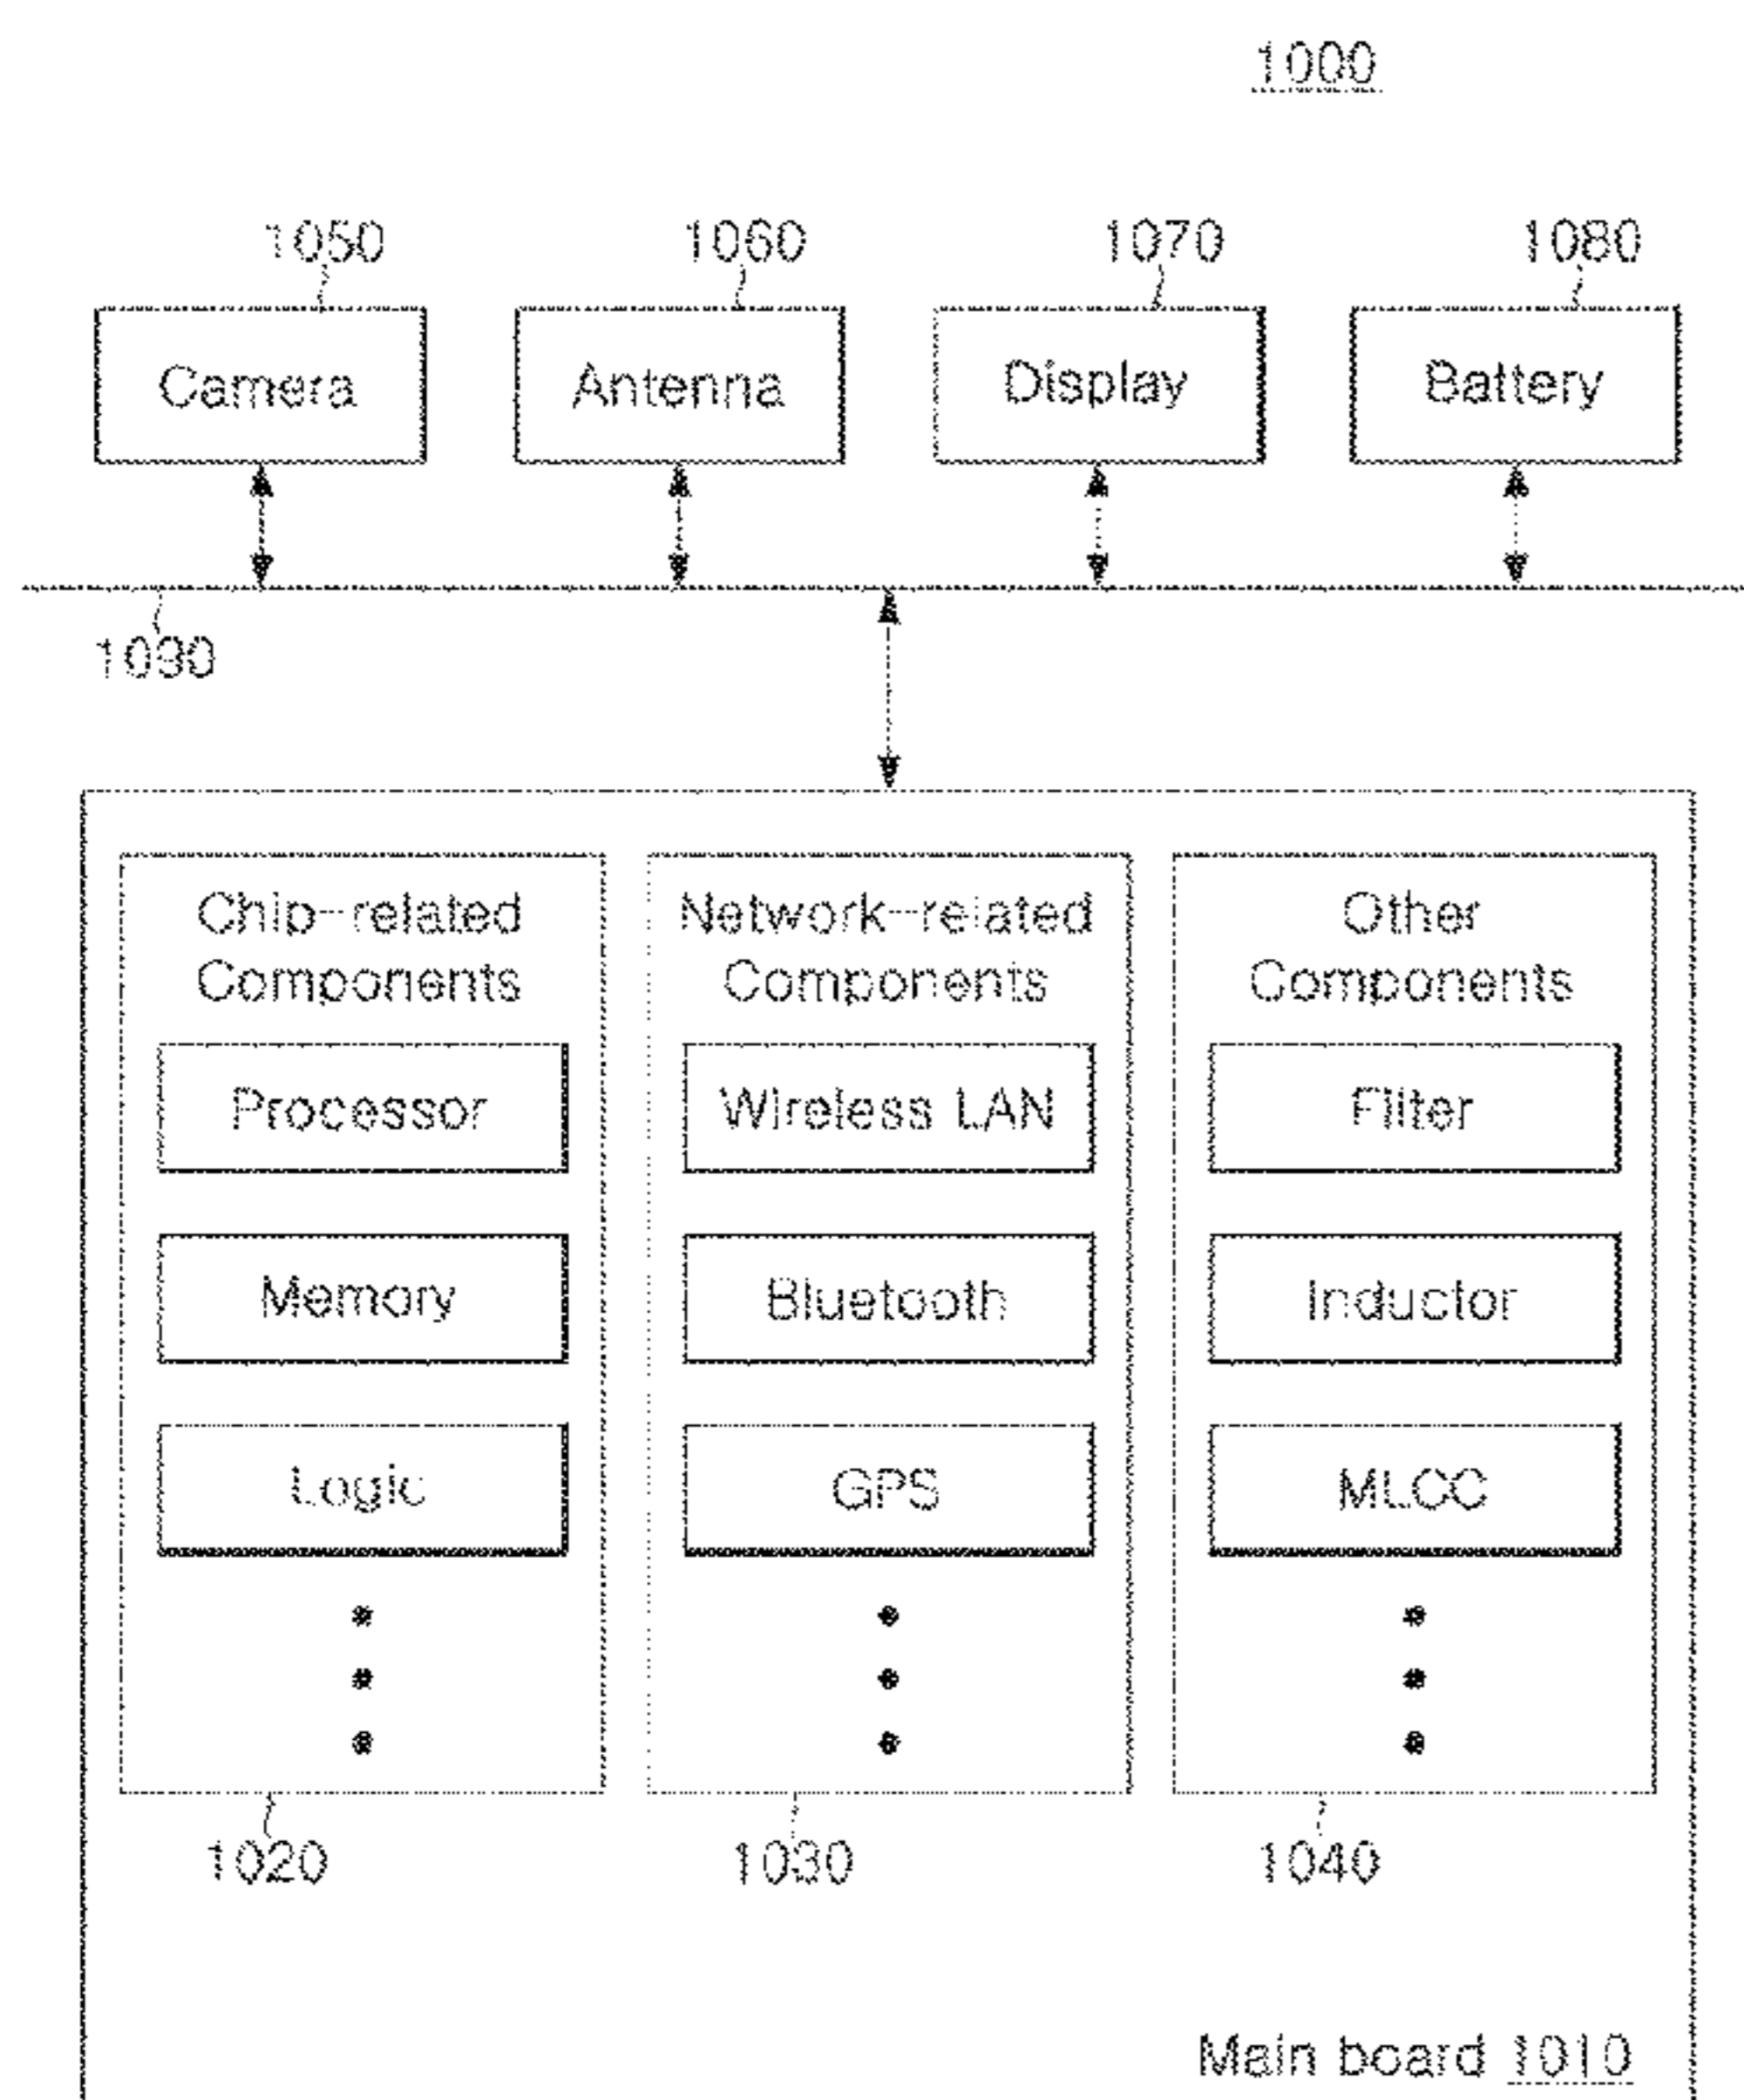 1000
1050 1060 1070 1080
Camera Antenna Display Battery
1090
Chip-related Network-related Other
Components Components Components
Processor Wireless LAN Filter
Memory Bluetooth Inductor
Logic GPS MLCC
1020 1030 1040
Main board 1010